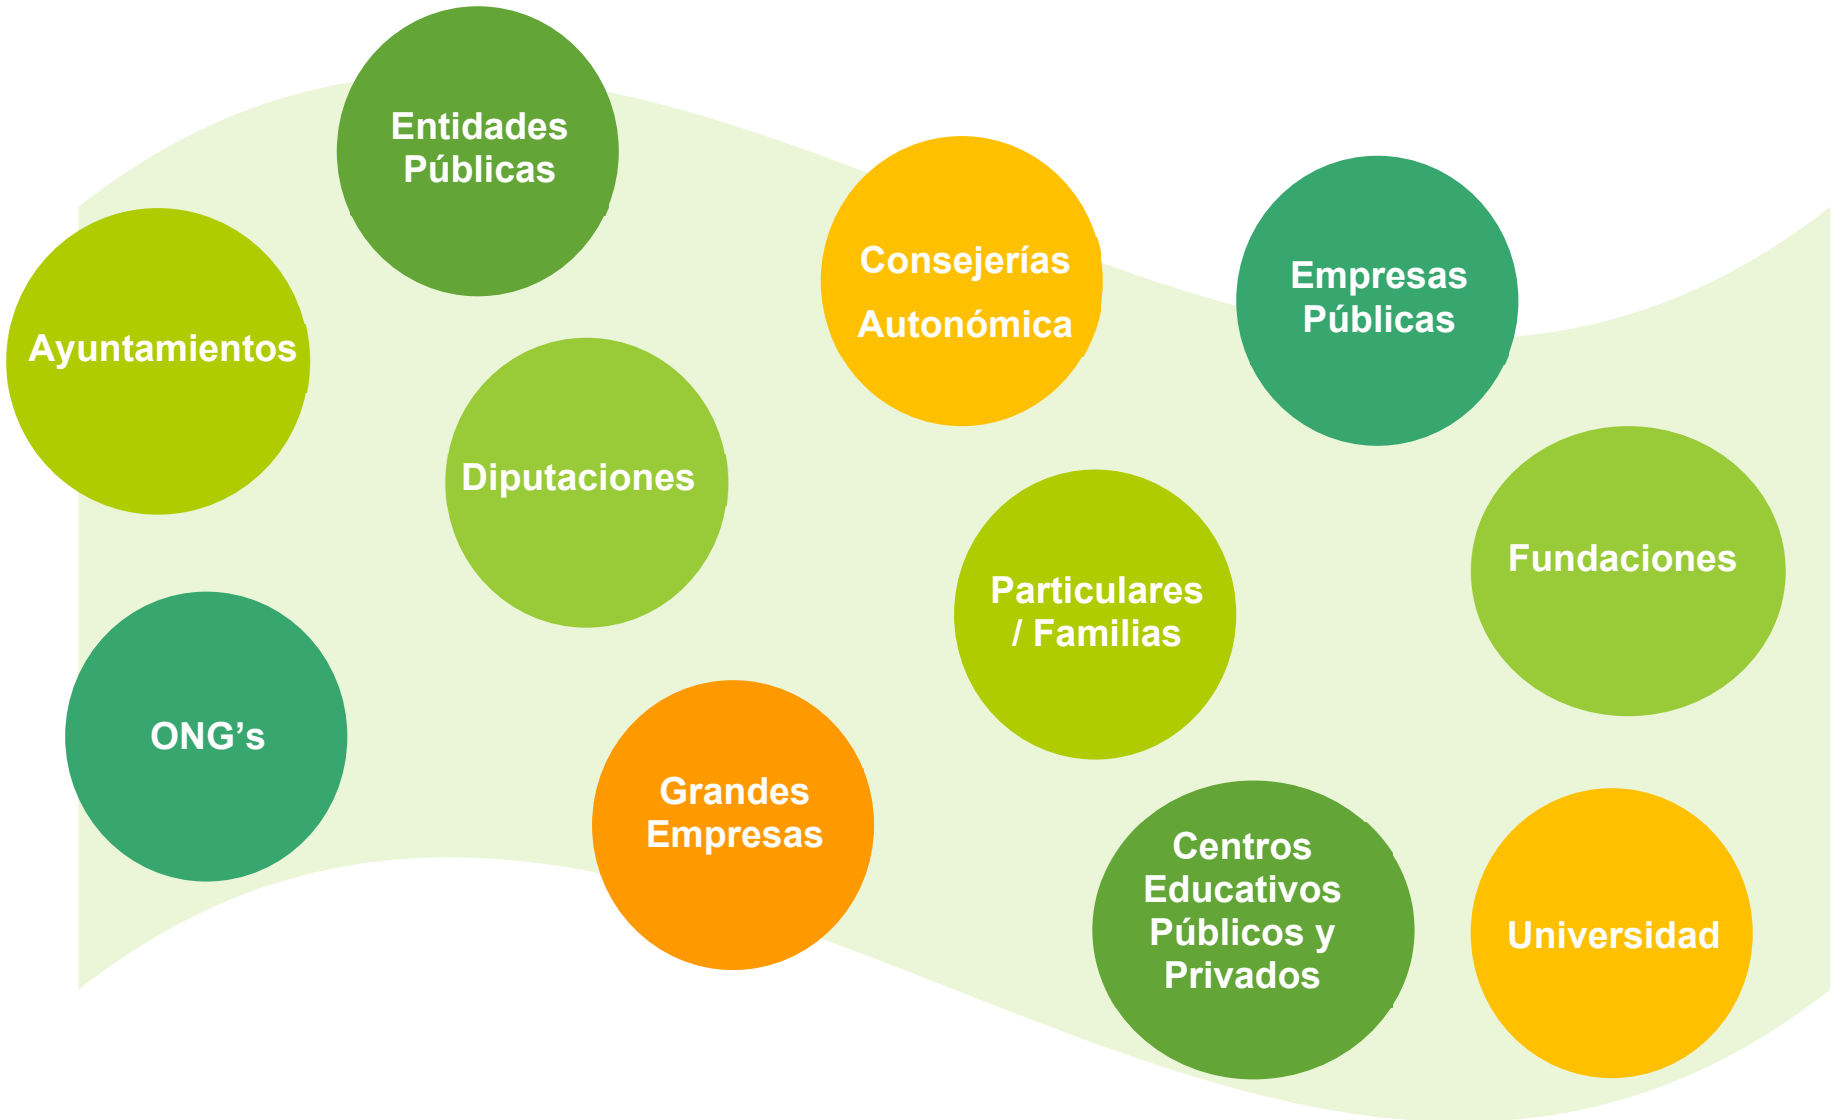 Entidades
Públicas
Consejerías
Autonómica
Empresas
Públicas
Ayuntamientos
Diputaciones
Particulares
/ Familias
Fundaciones
ONG’s
Grandes
Empresas
Centros
Educativos
Públicos y
Privados
Universidad